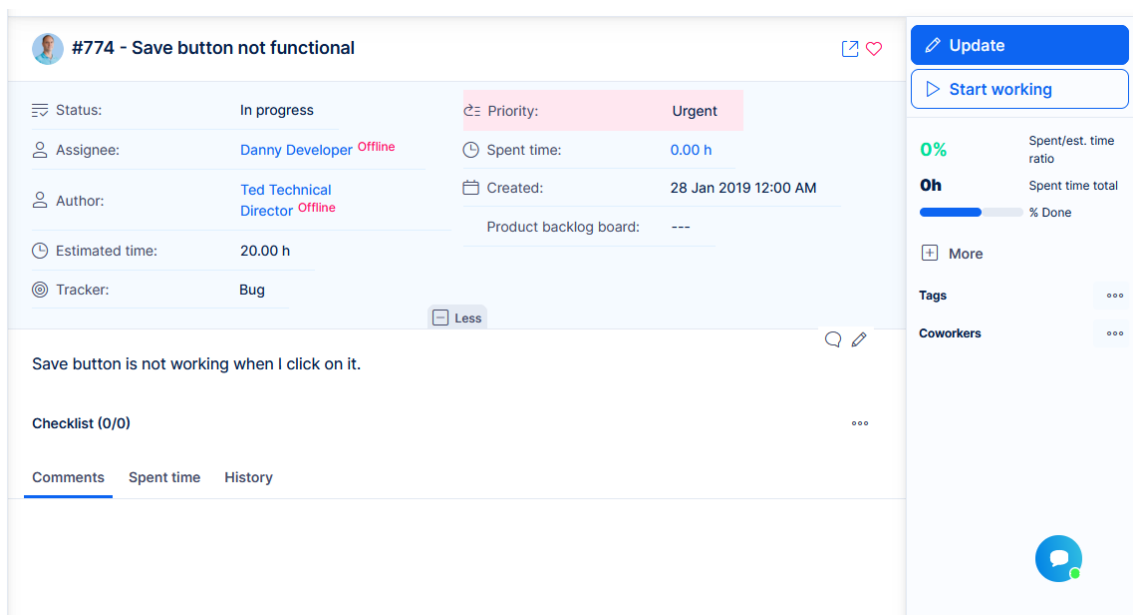 #774 - Save button not functional
Status: In progress
Assignee: Danny Developer Offline
Author: Ted Technical
Director Offline
Estimated time: 20.00 h
Tracker: Bug
Priority: Urgent
Spent time: 0.00 h
Created: 28 Jan 2019 12:00 AM
Product backlog board: ---
Less
Save button is not working when I click on it.
Checklist (0/0)
Comments Spent time History
Update
Start working
0% Spent/est. time
ratio
0h Spent time total
% Done
More
Tags
Coworkers